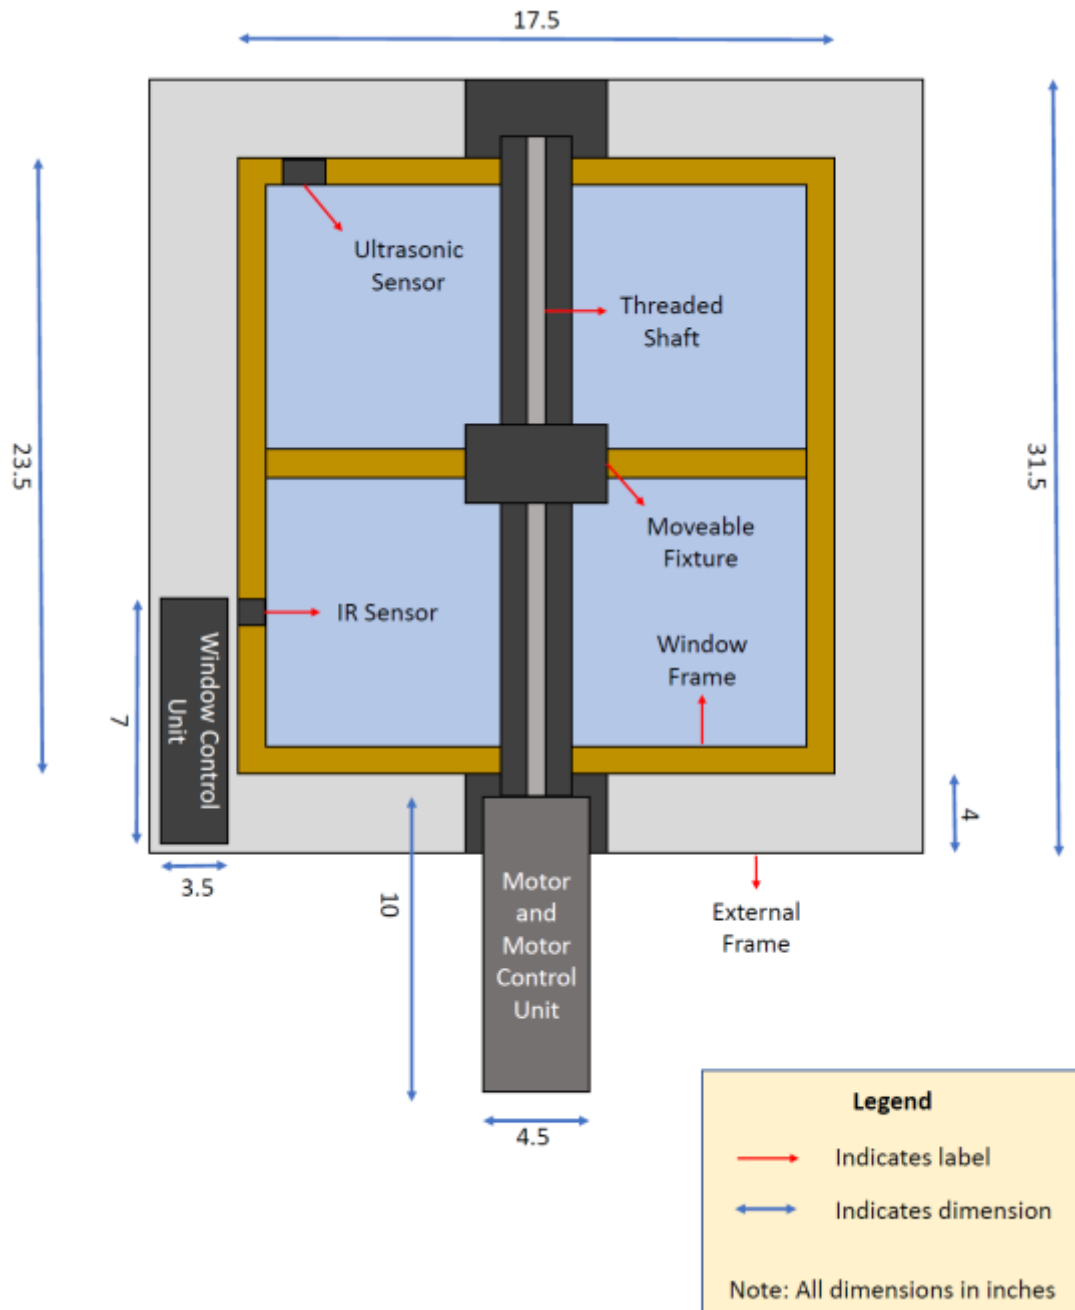 17.5
Ultrasonic
Sensor
Threaded
Shaft
23.5
31.5
Moveable
Fixture
IR Sensor
Window
Frame
Window Control
Unit
7
4
3.5
10
Motor
and
Motor
Control
Unit
External
Frame
4.5
Legend
Indicates label
Indicates dimension
Note: All dimensions in inches